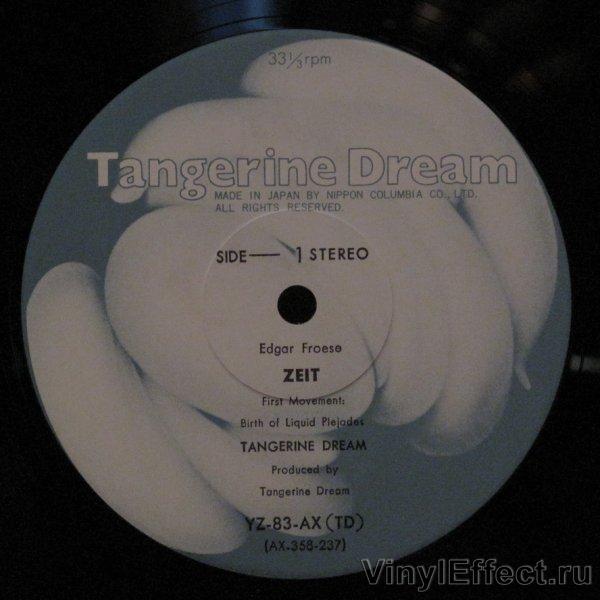 33⅓rpm
Tangerine Dream
MADE IN JAPAN BY NIPPON COLUMBIA CO., LTD.
ALL RIGHTS RESERVED.
SIDE— 1 STEREO
Edgar Froese
ZEIT
First Movement:
Birth of Liquid Plejades
TANGERINE DREAM
Produced by
Tangerine Dream
YZ-83-AX (TD)
(AX-358-237)
VinylEffect.ru